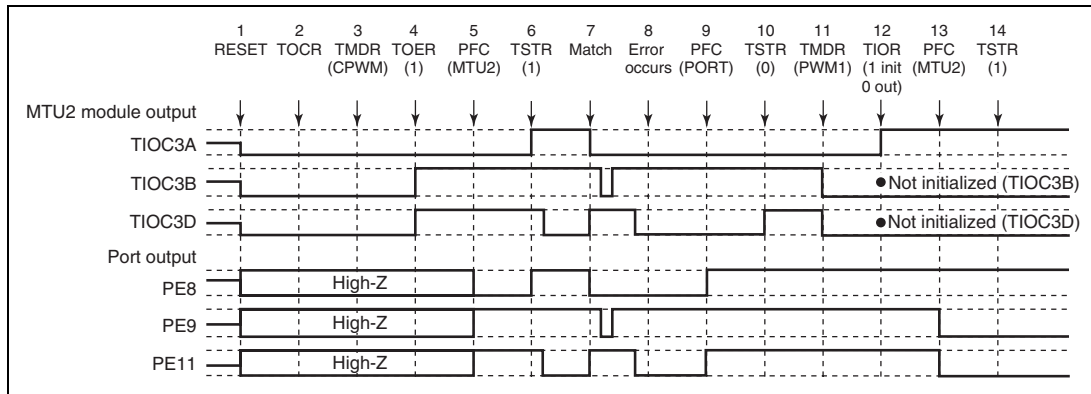 1 2 3 4 5 6 7 8 9 10 11 12 13 14
RESET TOCR TMDR TOER PFC TSTR Match Error PFC TSTR TMDR TIOR PFC TSTR
(CPWM) (1) (MTU2) (1) occurs (PORT) (0) (PWM1) (1 init (MTU2) (1)
0 out)
MTU2 module output
TIOC3A
TIOC3B
Not initialized (TIOC3B)
TIOC3D
Not initialized (TIOC3D)
Port output
PE8
High-Z
PE9
High-Z
PE11
High-Z